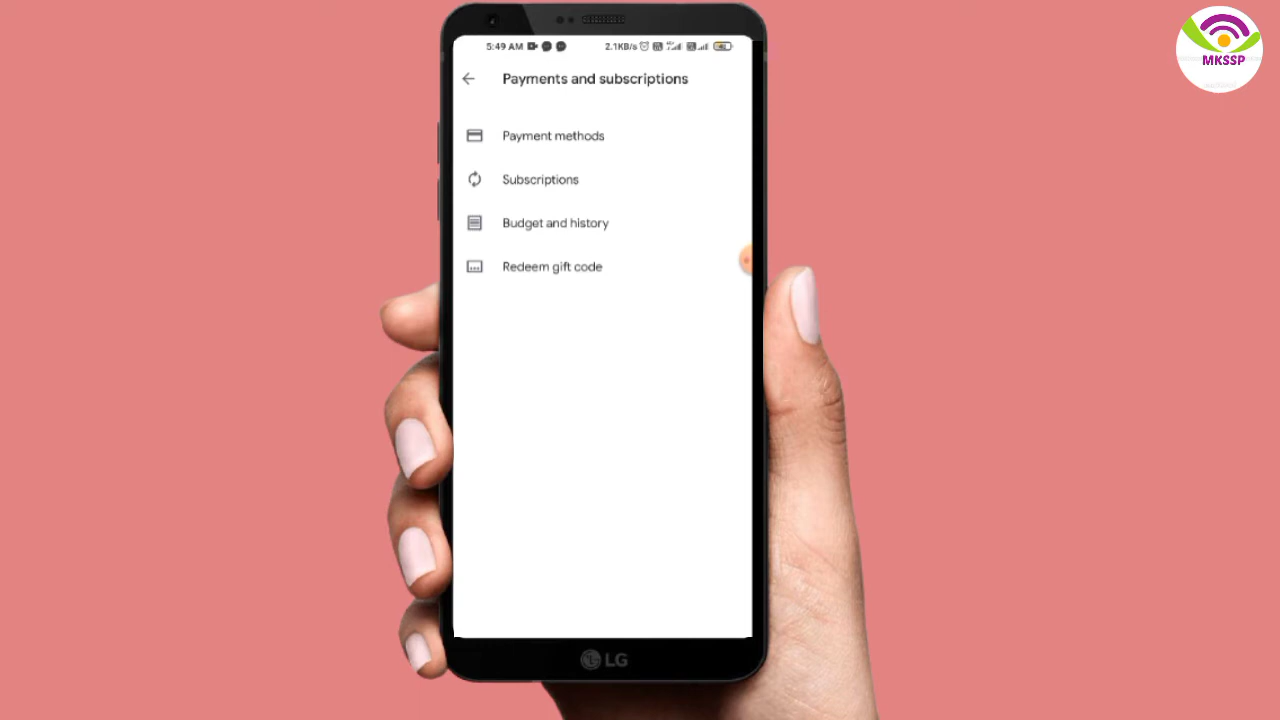 MKSSP
5:49 AM 2.1KB/s
Payments and subscriptions
Payment methods
Subscriptions
Budget and history
Redeem gift code
LG